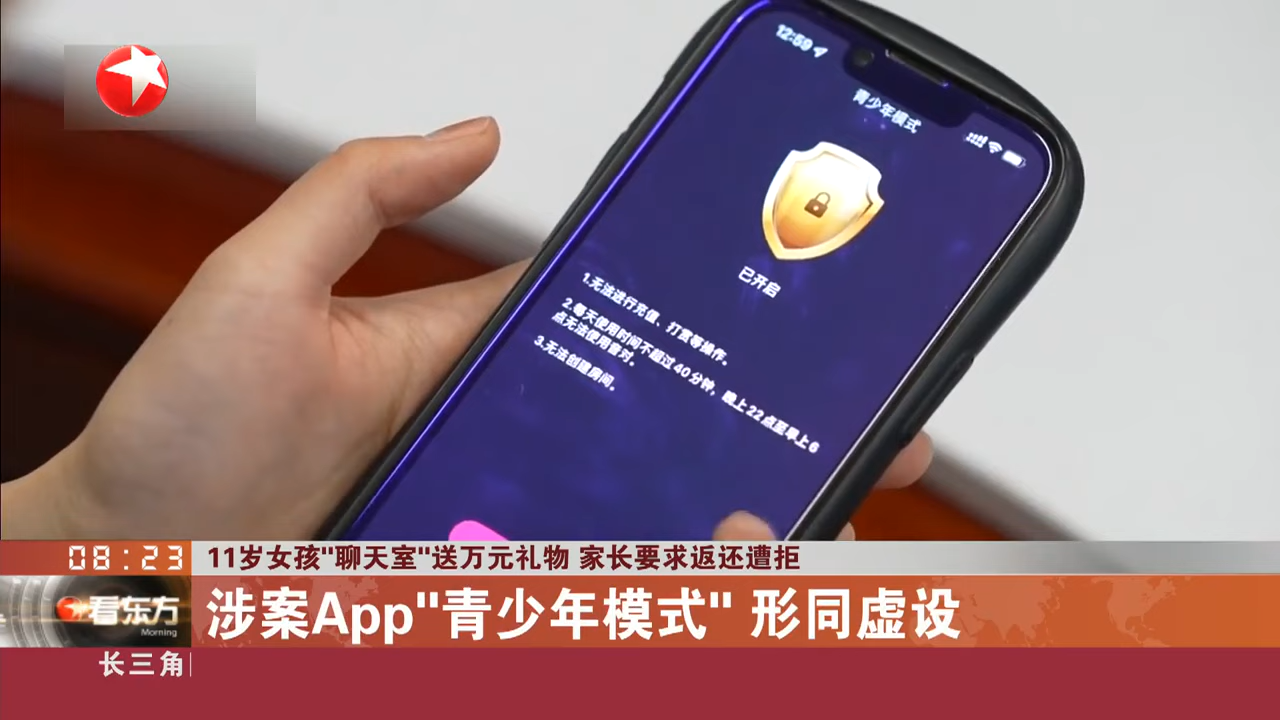 12:59
青少年模式
已开启
1.无法进行充值、打赏等操作。
2.每天使用时间不超过40分钟，晚上22点至早上6
点无法使用音对。
3.无法创建房间。
08:23
11岁女孩"聊天室"送万元礼物 家长要求返还遭拒
看东方
Morning
涉案App"青少年模式" 形同虚设
长三角